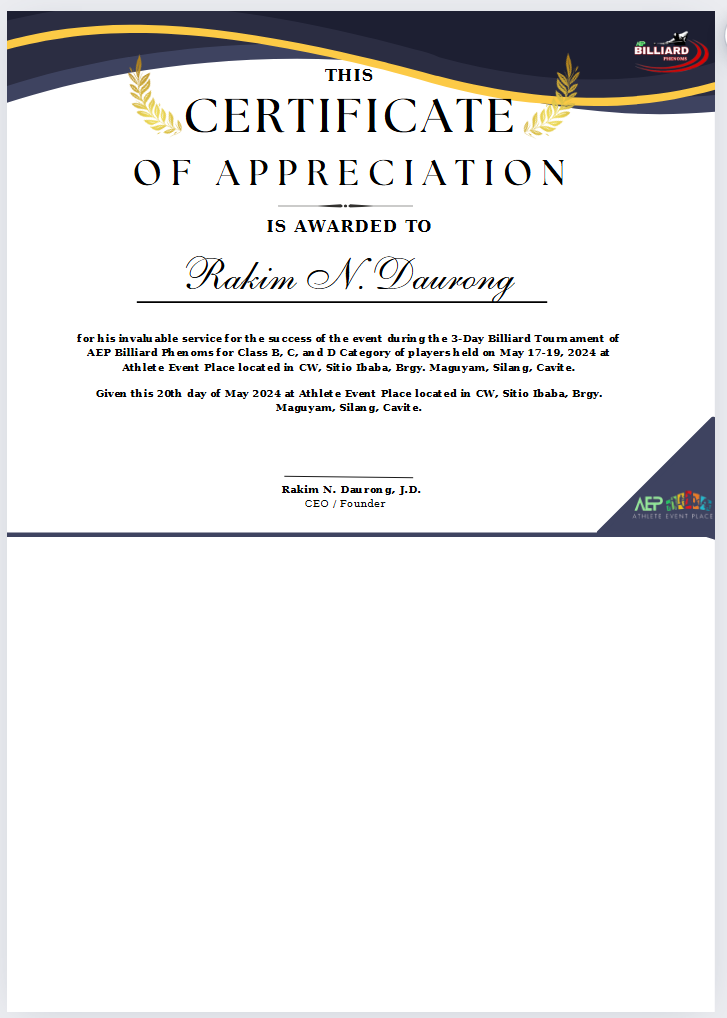 AEP
BILLIARD
PHENOMS
THIS
CERTIFICATE
OF APPRECIATION
IS AWARDED TO
Rakim N. Daurong
for his invaluable service for the success of the event during the 3-Day Billiard Tournament of
AEP Billiard Phenoms for Class B, C, and D Category of players held on May 17-19, 2024 at
Athlete Event Place located in CW, Sitio Ibaba, Brgy. Maguyam, Silang, Cavite.
Given this 20th day of May 2024 at Athlete Event Place located in CW, Sitio Ibaba, Brgy.
Maguyam, Silang, Cavite.
Rakim N. Daurong, J.D.
CEO / Founder
AEP
ATHLETE EVENT PLACE